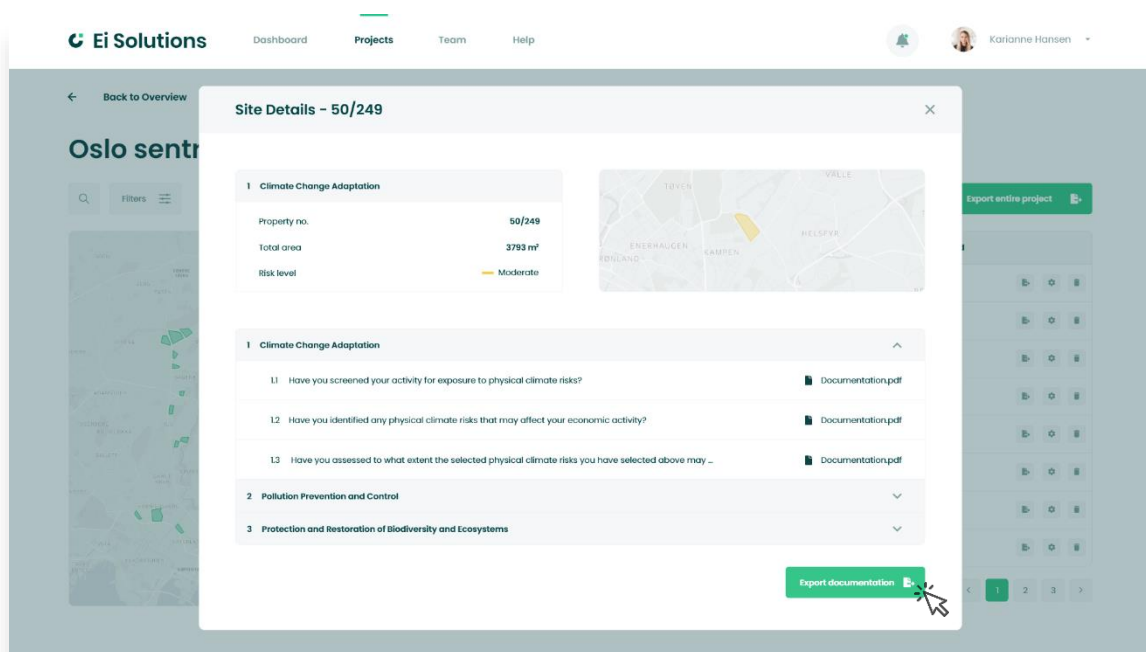 Ei Solutions
Dashboard Projects Team Help
Karianne Hansen
Back to Overview
Site Details - 50/249
Oslo sentr
1 Climate Change Adaptation
TØYEN
VALLE
Filters
Export entire project
Property no. 50/249
Total area 3793 m²
HELSFYR
ENERHAUGEN
KAMPEN
Risk level Moderate
1 Climate Change Adaptation
1.1 Have you screened your activity for exposure to physical climate risks? Documentation.pdf
1.2 Have you identified any physical climate risks that may affect your economic activity? Documentation.pdf
1.3 Have you assessed to what extent the selected physical climate risks you have selected above may ... Documentation.pdf
2 Pollution Prevention and Control
3 Protection and Restoration of Biodiversity and Ecosystems
Export documentation
< 1 2 3 >